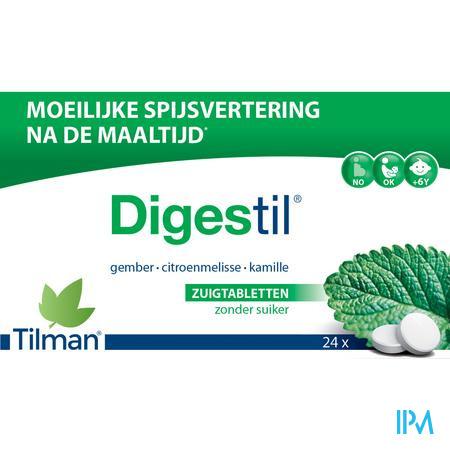 MOEILIJKE SPIJSVERTERING
NA DE MAALTIJD*
NO OK +6Y
Digestil®
gember · citroenmelisse · kamille
ZUIGTABLETTEN
zonder suiker
Tilman®
24 x
IPM